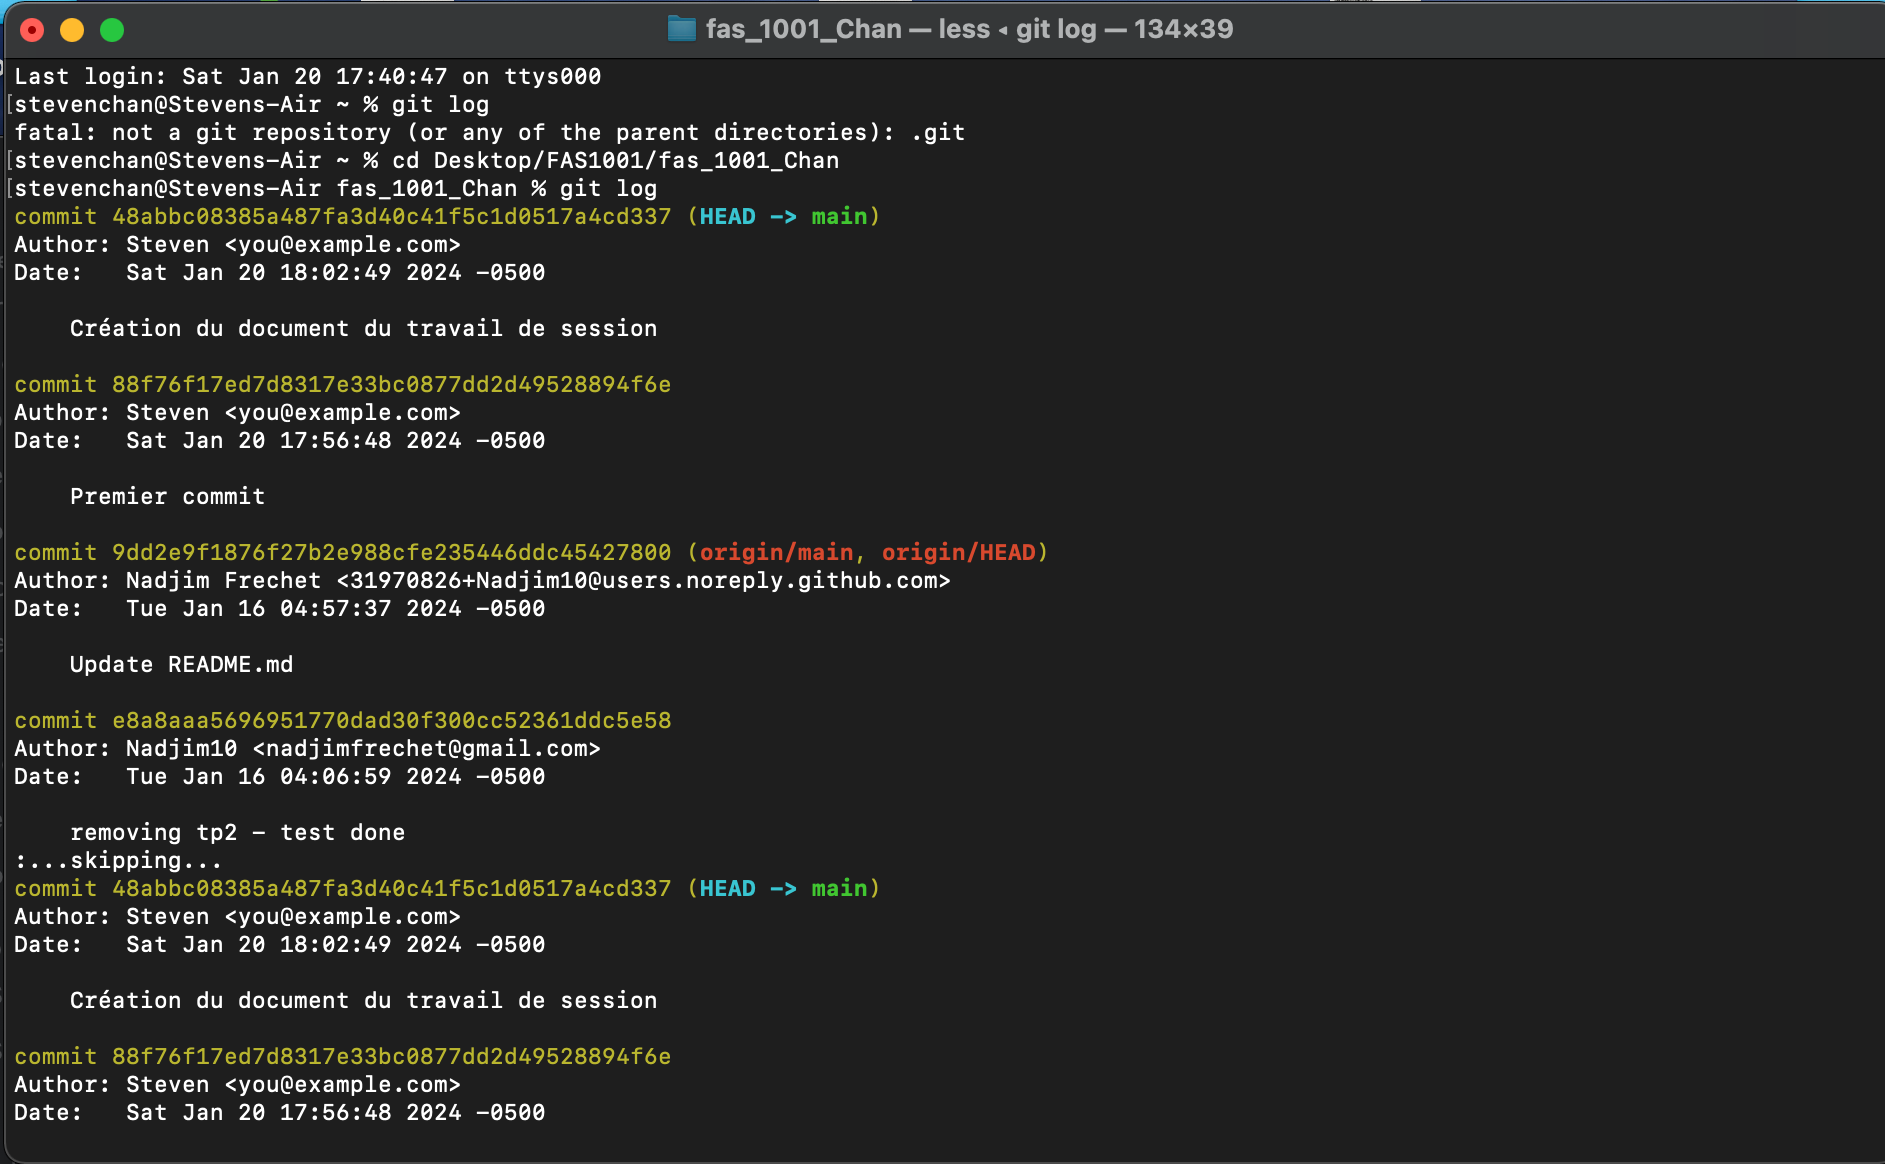 fas_1001_Chan — less ◂ git log — 134×39
Last login: Sat Jan 20 17:40:47 on ttys000
[stevenchan@Stevens-Air ~ % git log
fatal: not a git repository (or any of the parent directories): .git
[stevenchan@Stevens-Air ~ % cd Desktop/FAS1001/fas_1001_Chan
[stevenchan@Stevens-Air fas_1001_Chan % git log
commit 48abbc08385a487fa3d40c41f5c1d0517a4cd337 (HEAD -> main)
Author: Steven <you@example.com>
Date:   Sat Jan 20 18:02:49 2024 -0500
    Création du document du travail de session
commit 88f76f17ed7d8317e33bc0877dd2d49528894f6e
Author: Steven <you@example.com>
Date:   Sat Jan 20 17:56:48 2024 -0500
    Premier commit
commit 9dd2e9f1876f27b2e988cfe235446ddc45427800 (origin/main, origin/HEAD)
Author: Nadjim Frechet <31970826+Nadjim10@users.noreply.github.com>
Date:   Tue Jan 16 04:57:37 2024 -0500
    Update README.md
commit e8a8aaa5696951770dad30f300cc52361ddc5e58
Author: Nadjim10 <nadjimfrechet@gmail.com>
Date:   Tue Jan 16 04:06:59 2024 -0500
    removing tp2 - test done
:...skipping...
commit 48abbc08385a487fa3d40c41f5c1d0517a4cd337 (HEAD -> main)
Author: Steven <you@example.com>
Date:   Sat Jan 20 18:02:49 2024 -0500
    Création du document du travail de session
commit 88f76f17ed7d8317e33bc0877dd2d49528894f6e
Author: Steven <you@example.com>
Date:   Sat Jan 20 17:56:48 2024 -0500